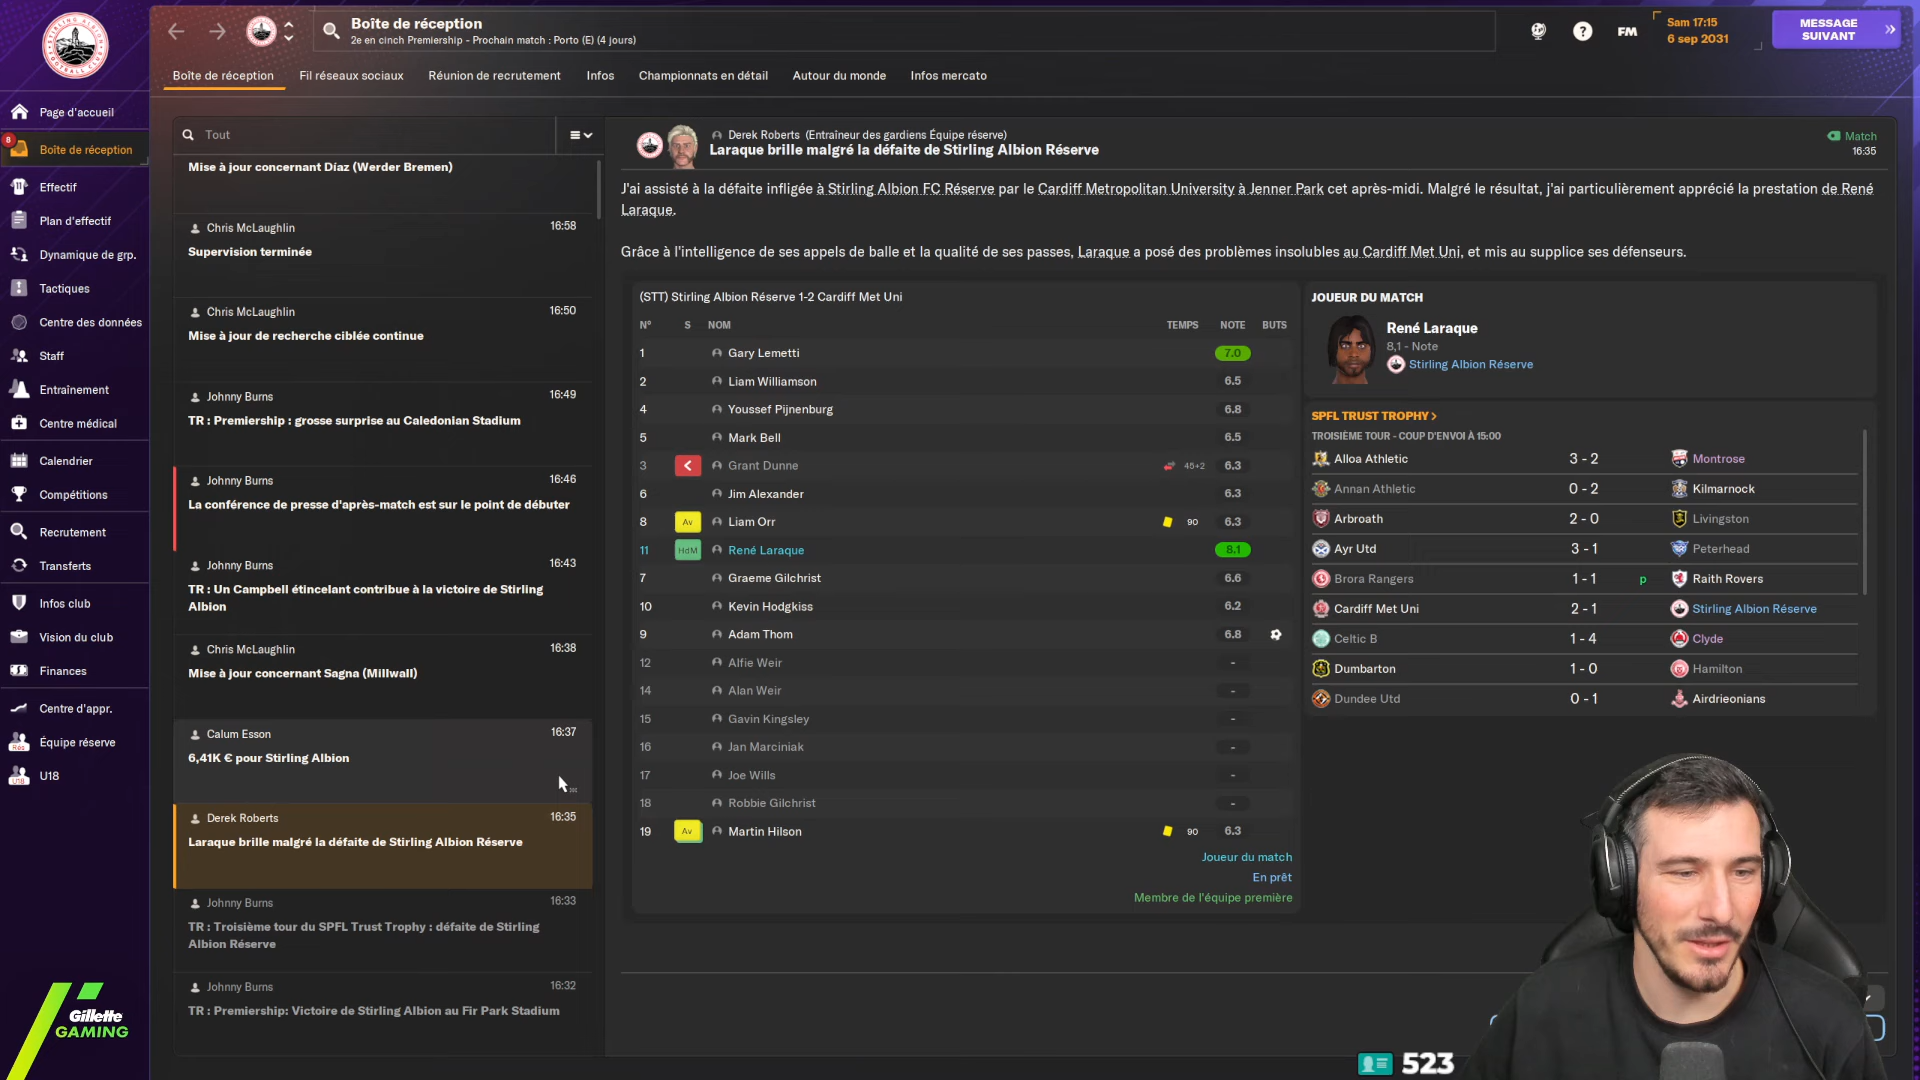 Boîte de réception
2e en cinch Premiership - Prochain match : Porto (E) (4 jours)
FM
Sam 17:15
6 sep 2031
MESSAGE
SUIVANT
Boîte de réception
Fil réseaux sociaux
Réunion de recrutement
Infos
Championnats en détail
Autour du monde
Infos mercato
Page d'accueil
8
Boîte de réception
Effectif
Plan d'effectif
Dynamique de grp.
Tactiques
Centre des données
Staff
Entraînement
Centre médical
Calendrier
Compétitions
Recrutement
Transferts
Infos club
Vision du club
Finances
Centre d'appr.
Équipe réserve
U18
Gillette
GAMING
Tout
Mise à jour concernant Díaz (Werder Bremen)
Chris McLaughlin 16:58
Supervision terminée
Chris McLaughlin 16:50
Mise à jour de recherche ciblée continue
Johnny Burns 16:49
TR : Premiership : grosse surprise au Caledonian Stadium
Johnny Burns 16:46
La conférence de presse d'après-match est sur le point de débuter
Johnny Burns 16:43
TR : Un Campbell étincelant contribue à la victoire de Stirling
Albion
Chris McLaughlin 16:38
Mise à jour concernant Sagna (Millwall)
Calum Esson 16:37
6,41K € pour Stirling Albion
Derek Roberts 16:35
Laraque brille malgré la défaite de Stirling Albion Réserve
Johnny Burns 16:33
TR : Troisième tour du SPFL Trust Trophy : défaite de Stirling
Albion Réserve
Johnny Burns 16:32
TR : Premiership: Victoire de Stirling Albion au Fir Park Stadium
Derek Roberts (Entraîneur des gardiens Équipe réserve)
Laraque brille malgré la défaite de Stirling Albion Réserve
Match
16:35
J'ai assisté à la défaite infligée à Stirling Albion FC Réserve par le Cardiff Metropolitan University à Jenner Park cet après-midi. Malgré le résultat, j'ai particulièrement apprécié la prestation de René
Laraque.
Grâce à l'intelligence de ses appels de balle et la qualité de ses passes, Laraque a posé des problèmes insolubles au Cardiff Met Uni, et mis au supplice ses défenseurs.
(STT) Stirling Albion Réserve 1-2 Cardiff Met Uni
N° S NOM TEMPS NOTE BUTS
1 Gary Lemetti 7.0
2 Liam Williamson 6.5
4 Youssef Pijnenburg 6.8
5 Mark Bell 6.5
3 Grant Dunne 45+2 6.3
6 Jim Alexander 6.3
8 Av Liam Orr 90 6.3
11 HdM René Laraque 8.1
7 Graeme Gilchrist 6.6
10 Kevin Hodgkiss 6.2
9 Adam Thom 6.8
12 Alfie Weir -
14 Alan Weir -
15 Gavin Kingsley -
16 Jan Marciniak -
17 Joe Wills -
18 Robbie Gilchrist -
19 Av Martin Hilson 90 6.3
Joueur du match
En prêt
Membre de l'équipe première
JOUEUR DU MATCH
René Laraque
8,1 - Note
Stirling Albion Réserve
SPFL TRUST TROPHY >
TROISIÈME TOUR - COUP D'ENVOI À 15:00
Alloa Athletic 3 - 2 Montrose
Annan Athletic 0 - 2 Kilmarnock
Arbroath 2 - 0 Livingston
Ayr Utd 3 - 1 Peterhead
Brora Rangers 1 - 1 p Raith Rovers
Cardiff Met Uni 2 - 1 Stirling Albion Réserve
Celtic B 1 - 4 Clyde
Dumbarton 1 - 0 Hamilton
Dundee Utd 0 - 1 Airdrieonians
523